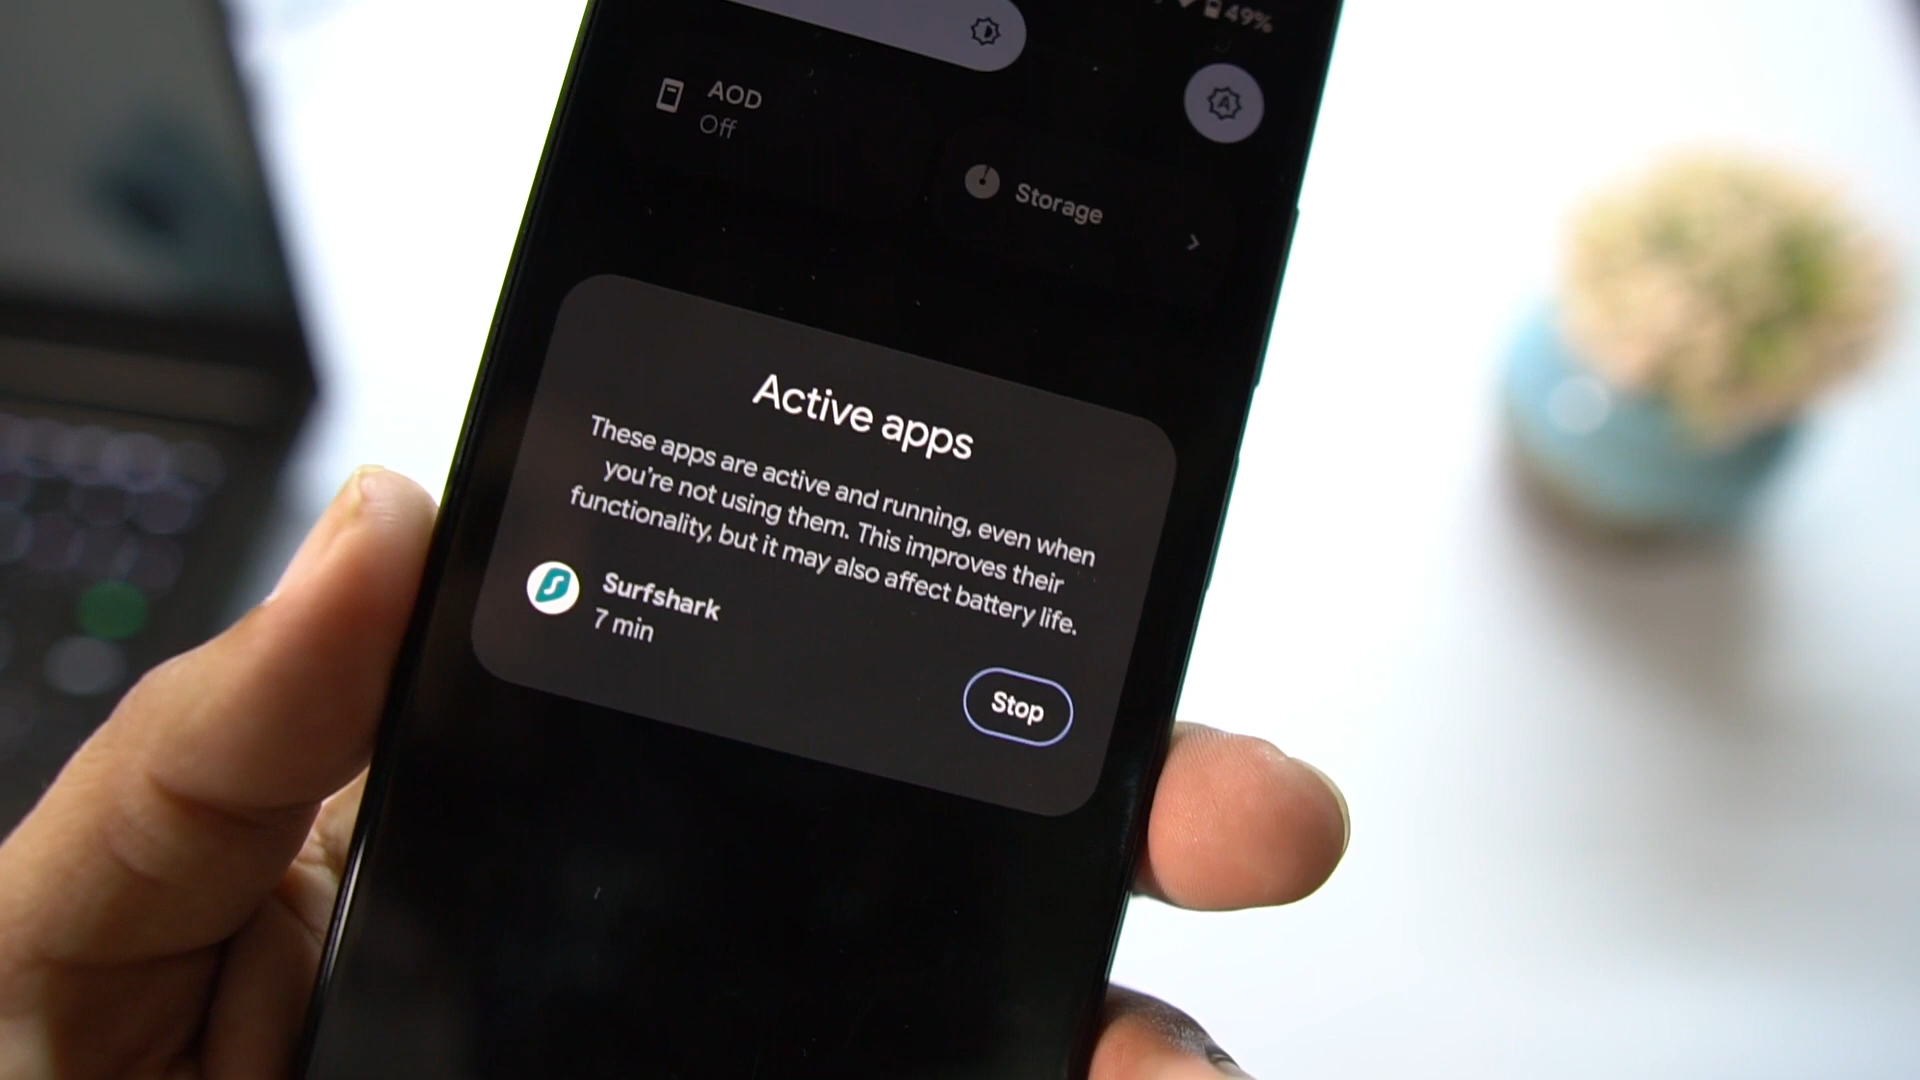 49%
AOD
Off
Storage
Active apps
These apps are active and running, even when
you're not using them. This improves their
functionality, but it may also affect battery life.
Surfshark
7 min
Stop